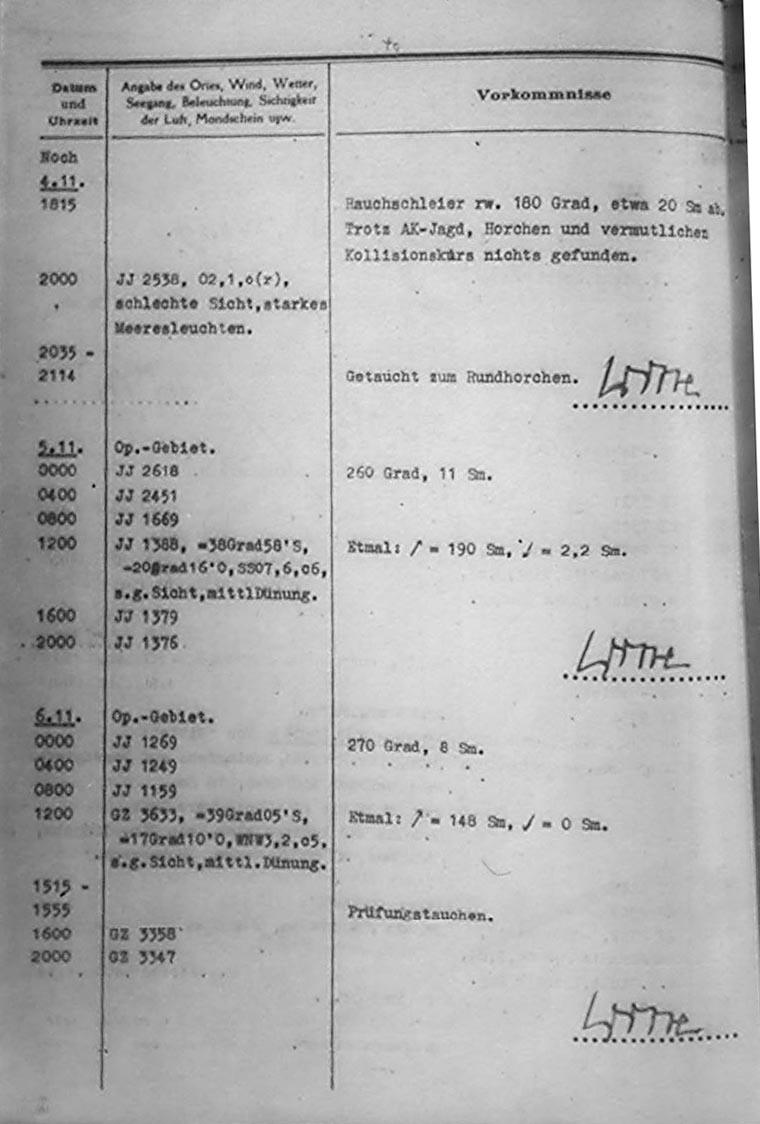 Datum
und
Uhrzeit
Angabe des Ortes, Wind, Wetter,
Seegang, Beleuchtung, Sichtigkeit
der Luft, Mondschein usw.
Vorkommnisse
Noch
4.11.
1815 Rauchschleier rw. 180 Grad, etwa 20 Sm ab.
Trotz AK-Jagd, Horchen und vermutlichen
Kollisionskurs nichts gefunden.
2000 JJ 2538, 02,1,o(r),
schlechte Sicht,starkes
Meeresleuchten.
2035 -
2114 Getaucht zum Rundhorchen.
5.11. Op.-Gebiet.
0000 JJ 2618 260 Grad, 11 Sm.
0400 JJ 2451
0800 JJ 1669
1200 JJ 1388, =38Grad58'S, Etmal: = 190 Sm, = 2,2 Sm.
=20Grad16'O,SSO7,6,c6,
s.g.Sicht,mittlDünung.
1600 JJ 1379
2000 JJ 1376
6.11. Op.-Gebiet.
0000 JJ 1269 270 Grad, 8 Sm.
0400 JJ 1249
0800 JJ 1159
1200 GZ 3633, =39Grad05'S, Etmal: = 148 Sm, = 0 Sm.
=17Grad10'O,WNW3,2,c5,
s.g.Sicht,mittl.Dünung.
1515 -
1555 Prüfungstauchen.
1600 GZ 3358
2000 GZ 3347